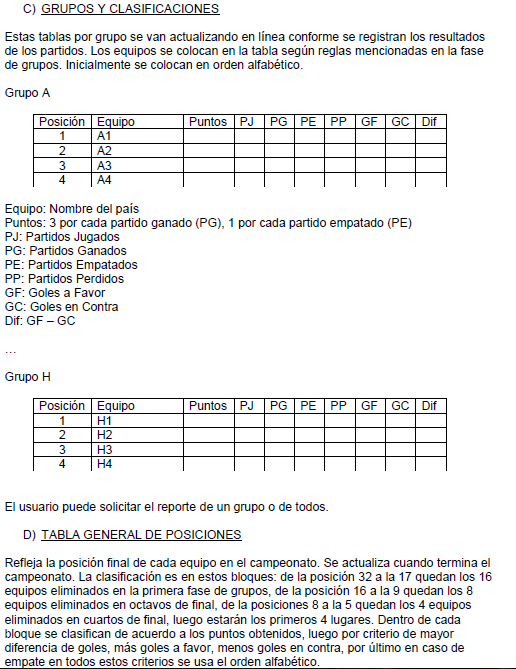 C) GRUPOS Y CLASIFICACIONES
Estas tablas por grupo se van actualizando en línea conforme se registran los resultados
de los partidos. Los equipos se colocan en la tabla según reglas mencionadas en la fase
de grupos. Inicialmente se colocan en orden alfabético.
Grupo A
Posición Equipo Puntos PJ PG PE PP GF GC Dif
1 A1
2 A2
3 A3
4 A4
Equipo: Nombre del país
Puntos: 3 por cada partido ganado (PG), 1 por cada partido empatado (PE)
PJ: Partidos Jugados
PG: Partidos Ganados
PE: Partidos Empatados
PP: Partidos Perdidos
GF: Goles a Favor
GC: Goles en Contra
Dif: GF – GC
…
Grupo H
Posición Equipo Puntos PJ PG PE PP GF GC Dif
1 H1
2 H2
3 H3
4 H4
El usuario puede solicitar el reporte de un grupo o de todos.
D) TABLA GENERAL DE POSICIONES
Refleja la posición final de cada equipo en el campeonato. Se actualiza cuando termina el
campeonato. La clasificación es en estos bloques: de la posición 32 a la 17 quedan los 16
equipos eliminados en la primera fase de grupos, de la posición 16 a la 9 quedan los 8
equipos eliminados en octavos de final, de la posiciones 8 a la 5 quedan los 4 equipos
eliminados en cuartos de final, luego estarán los primeros 4 lugares. Dentro de cada
bloque se clasifican de acuerdo a los puntos obtenidos, luego por criterio de mayor
diferencia de goles, más goles a favor, menos goles en contra, por último en caso de
empate en todos estos criterios se usa el orden alfabético.